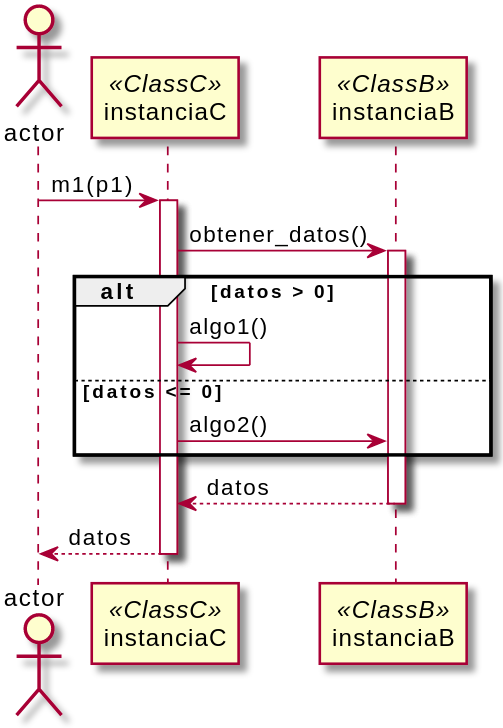 actor
«ClassC»
instanciaC
«ClassB»
instanciaB
m1(p1)
obtener_datos()
alt
[datos > 0]
algo1()
[datos <= 0]
algo2()
datos
datos
actor
«ClassC»
instanciaC
«ClassB»
instanciaB